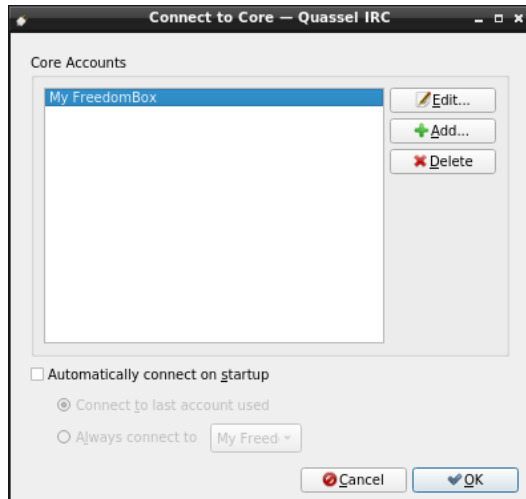 Connect to Core — Quassel IRC
Core Accounts
My FreedomBox
Edit...
Add...
Delete
Automatically connect on startup
Connect to last account used
Always connect to My Freed
Cancel OK